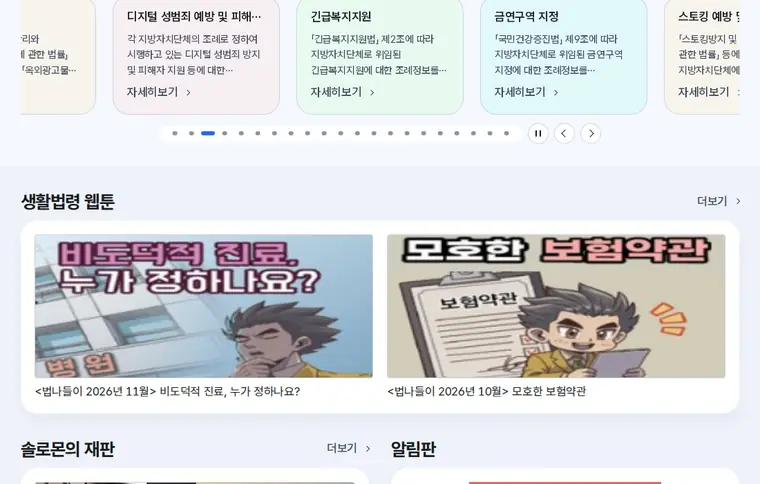 디지털 성범죄 예방 및 피해…
긴급복지지원
금연구역 지정
스토킹 예방 및
리와
에 관한 법률」
「옥외광고물…
각 지방자치단체의 조례로 정하여
시행하고 있는 디지털 성범죄 방지
및 피해자 지원 등에 대한…
자세히보기
「긴급복지지원법」 제2조에 따라
지방자치단체로 위임된
긴급복지지원에 대한 조례정보를…
자세히보기
「국민건강증진법」 제9조에 따라
지방자치단체로 위임된 금연구역
지정에 대한 조례정보를…
자세히보기
「스토킹방지 및
관한 법률」 등에
지방자치단체에
자세히보기
생활법령 웹툰
더보기
비도덕적 진료,
누가 정하나요?
병원
모호한 보험약관
보험약관
<법나들이 2026년 11월> 비도덕적 진료, 누가 정하나요?
<법나들이 2026년 10월> 모호한 보험약관
솔로몬의 재판
더보기
알림판